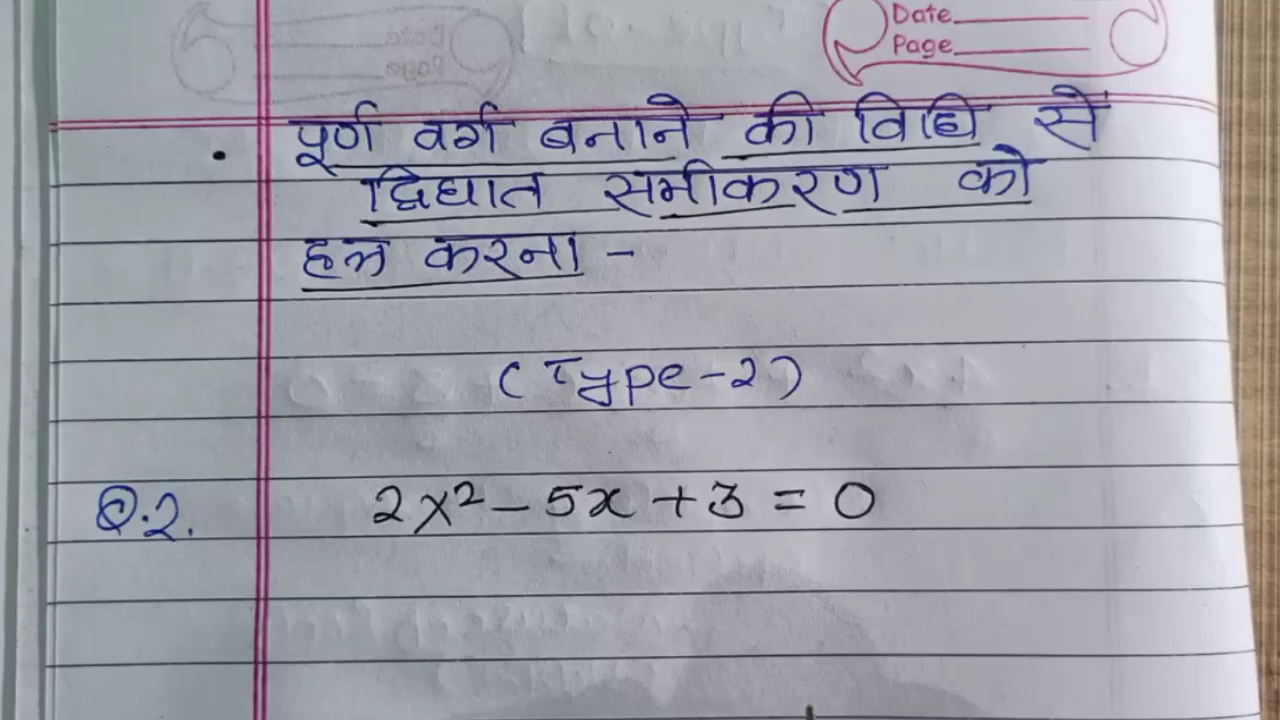 Date
Page
पूर्ण वर्ग बनाने की विधि से
द्विघात समीकरण को
हल करना -
(Type-2)
Q.2. 2x² - 5x + 3 = 0